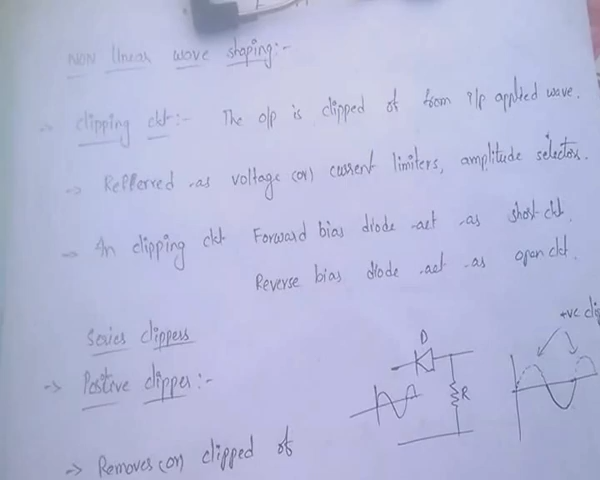 NON linear wave shaping:-
→ clipping ckt:- The o/p is clipped of from i/p applied wave.
→ Refferred as voltage (or) current limiters, amplitude selector.
→ In clipping ckt Forward bias diode act as short ckt.
Reverse bias diode act as open ckt.
Series clippers
→ Positive clipper:-
D
R
+ve clip
→ Removes (or) clipped of